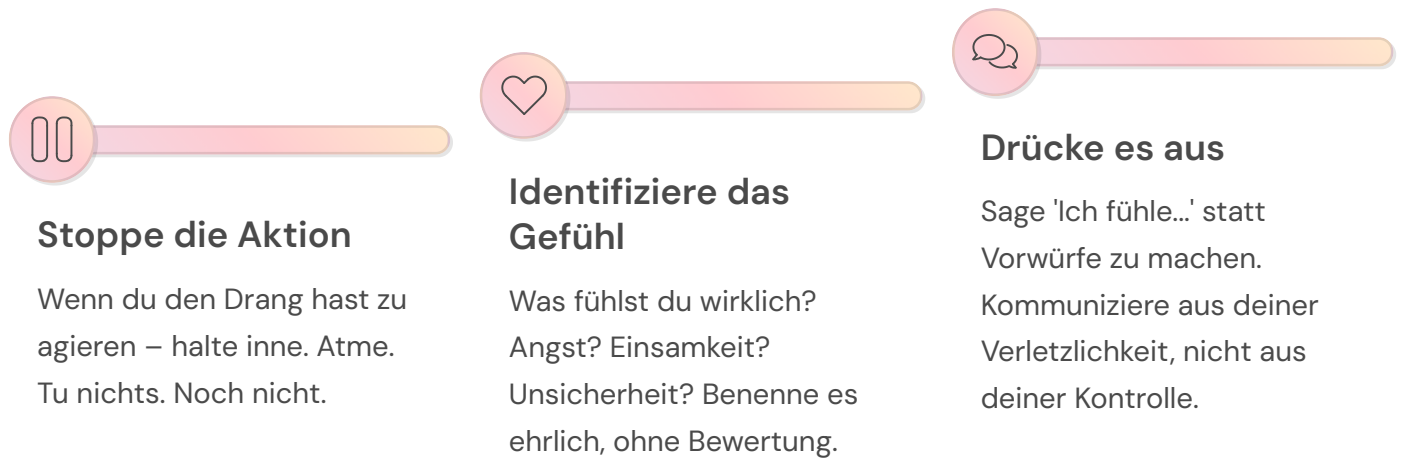 Stoppe die Aktion
Wenn du den Drang hast zu
agieren – halte inne. Atme.
Tu nichts. Noch nicht.
Identifiziere das
Gefühl
Was fühlst du wirklich?
Angst? Einsamkeit?
Unsicherheit? Benenne es
ehrlich, ohne Bewertung.
Drücke es aus
Sage 'Ich fühle...' statt
Vorwürfe zu machen.
Kommuniziere aus deiner
Verletzlichkeit, nicht aus
deiner Kontrolle.